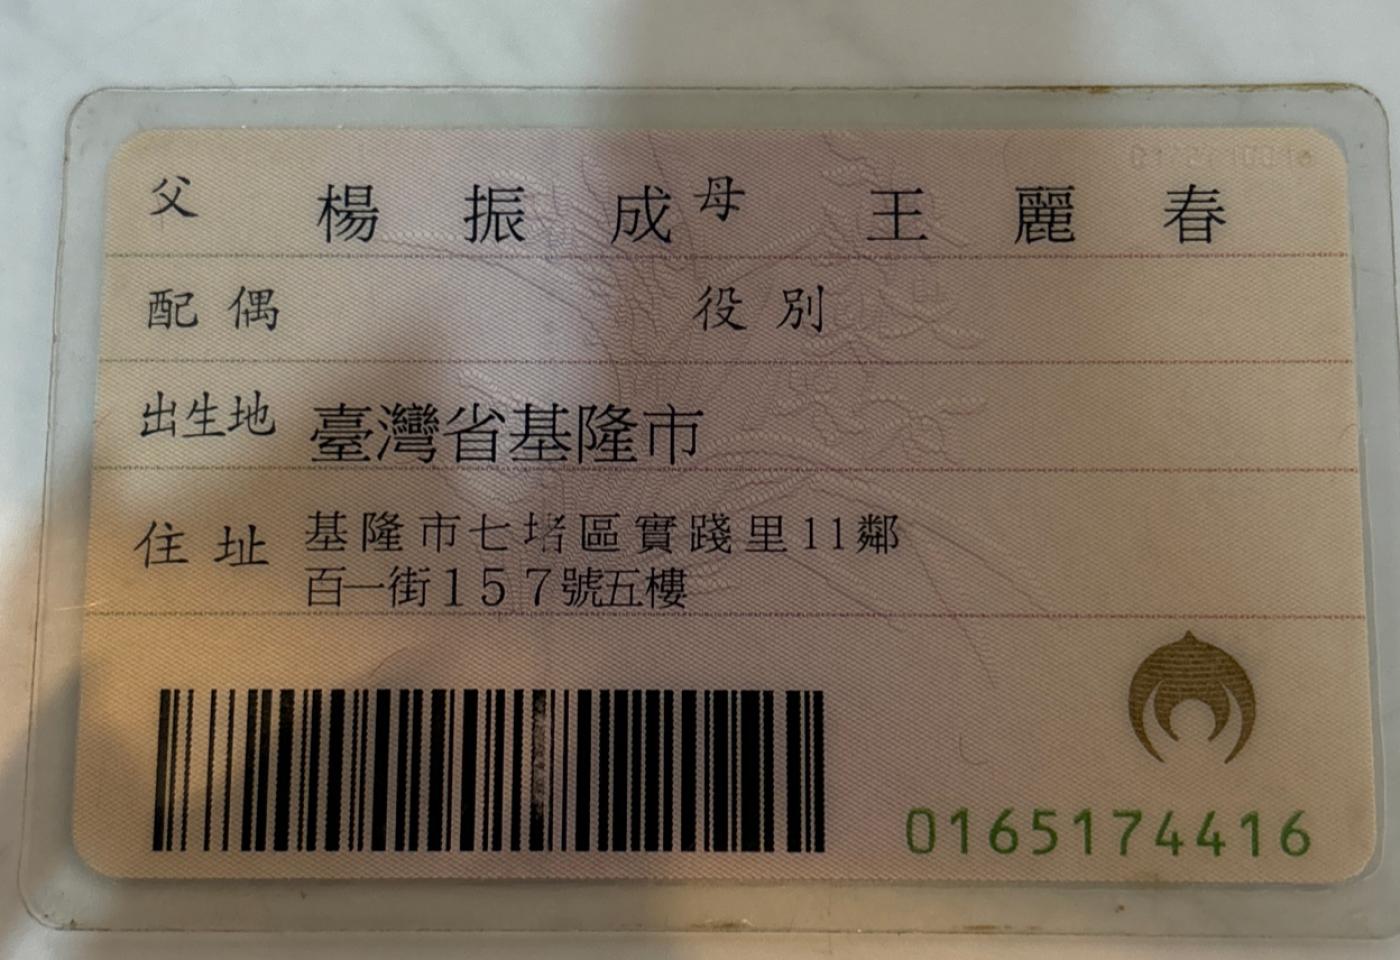 父 楊振成 母 王麗春
配偶 役別
出生地 臺灣省基隆市
住址 基隆市七堵區實踐里11鄰
百一街157號五樓
0165174416